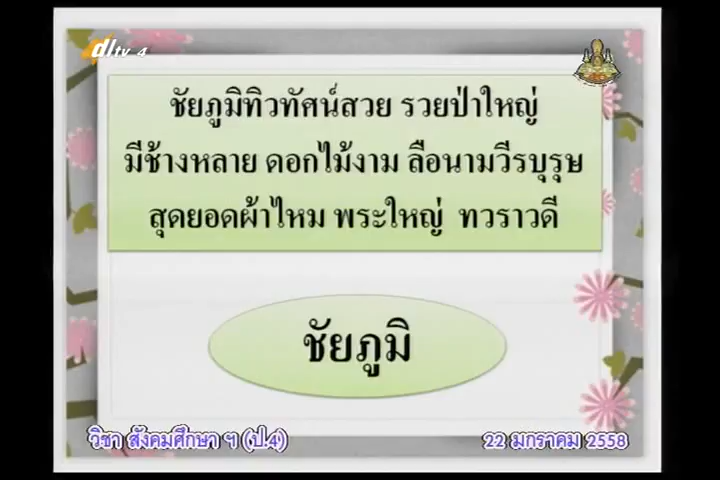 dltv 4
ชัยภูมิทิวทัศน์สวย รวยป่าใหญ่
มีช้างหลาย ดอกไม้งาม ลือนามวีรบุรุษ
สุดยอดผ้าไหม พระใหญ่ ทวราวดี
ชัยภูมิ
วิชา สังคมศึกษา ฯ (ป.4)
22 มกราคม 2558